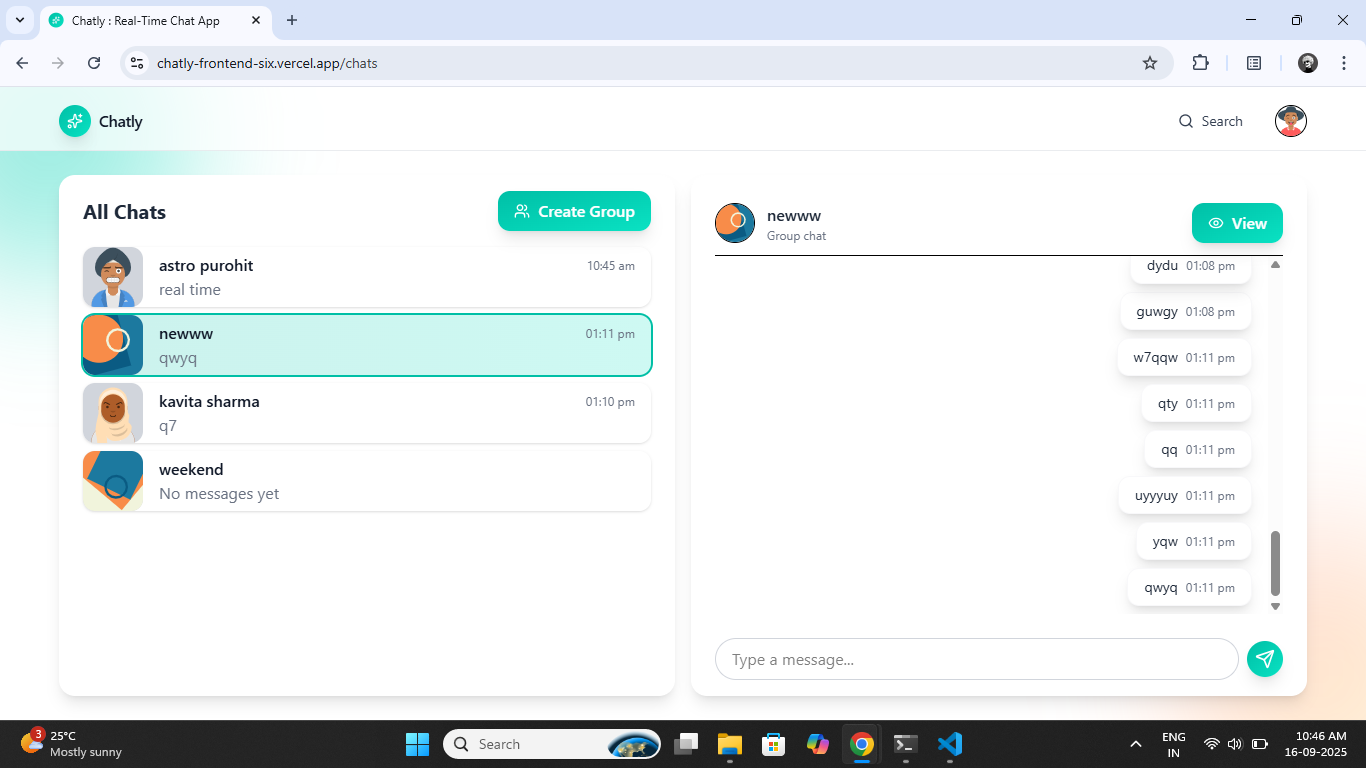 Chatly : Real-Time Chat App
chatly-frontend-six.vercel.app/chats
Chatly
Search
All Chats
Create Group
astro purohit 10:45 am
real time
newww 01:11 pm
qwyq
kavita sharma 01:10 pm
q7
weekend
No messages yet
newww
Group chat
View
dydu 01:08 pm
guwgy 01:08 pm
w7qqw 01:11 pm
qty 01:11 pm
qq 01:11 pm
uyyyuy 01:11 pm
yqw 01:11 pm
qwyq 01:11 pm
Type a message...
3
25°C
Mostly sunny
Search
ENG
IN
10:46 AM
16-09-2025